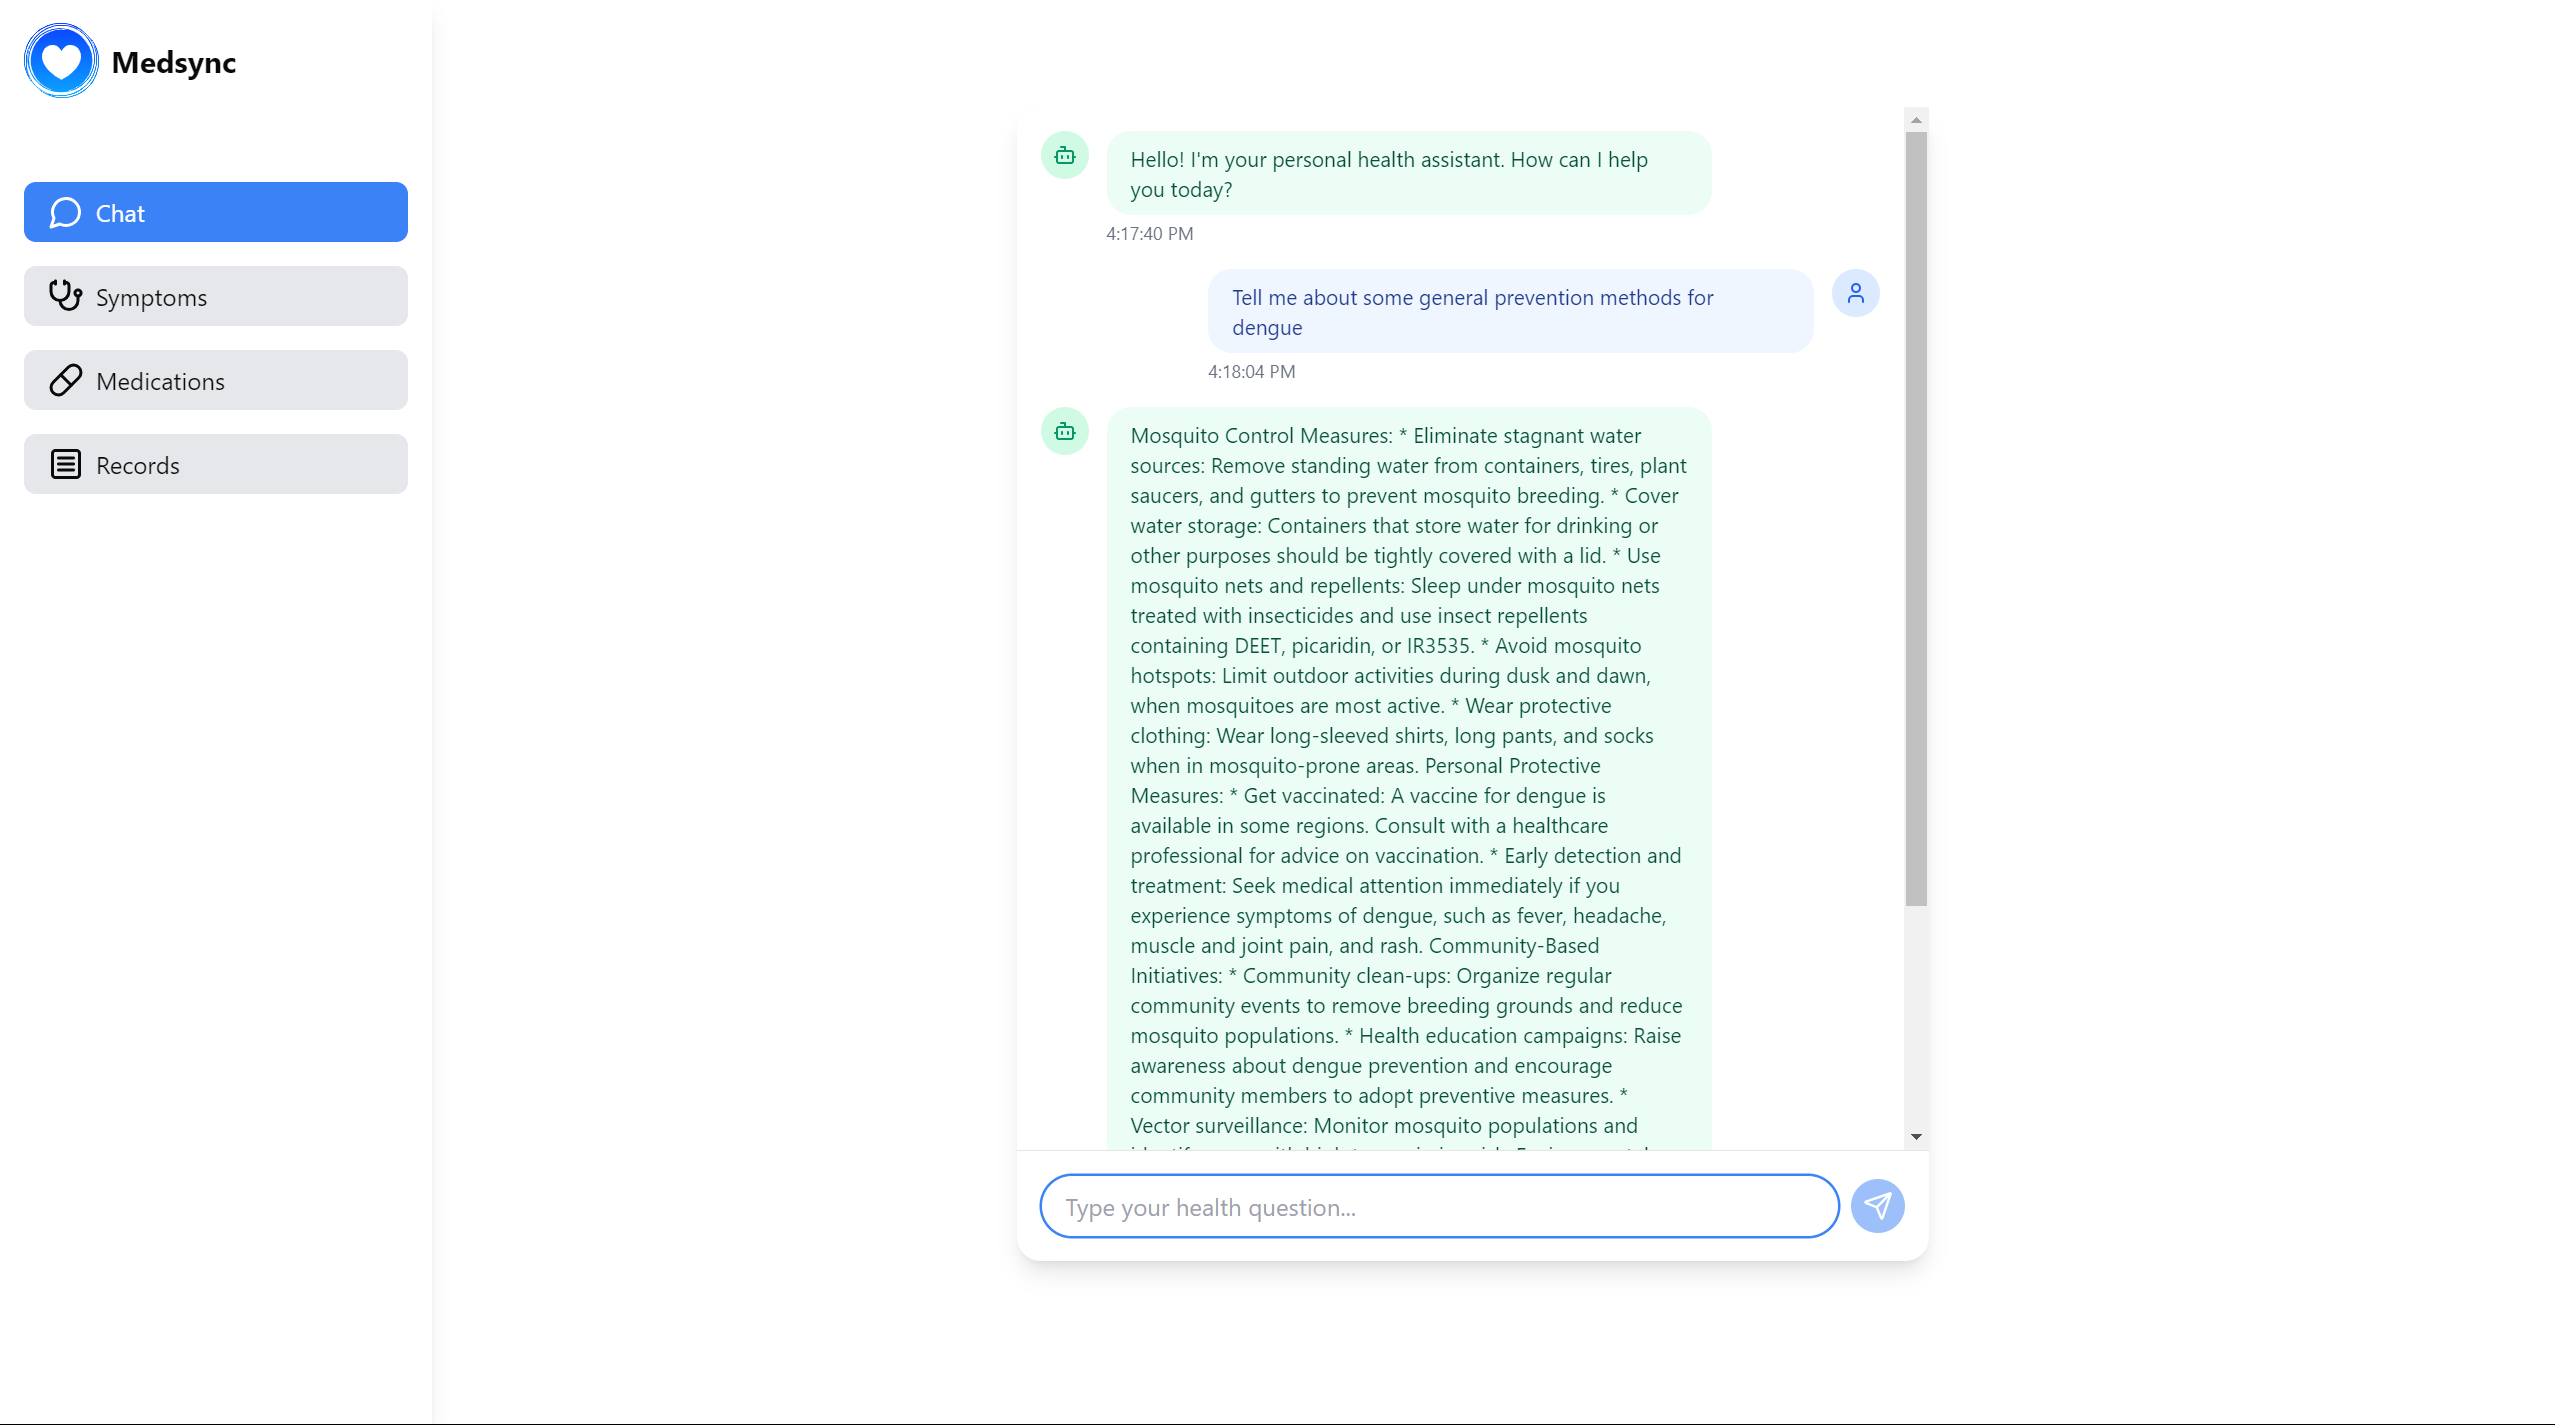 Medsync
Chat
Symptoms
Medications
Records
Hello! I'm your personal health assistant. How can I help
you today?
4:17:40 PM
Tell me about some general prevention methods for
dengue
4:18:04 PM
Mosquito Control Measures: * Eliminate stagnant water
sources: Remove standing water from containers, tires, plant
saucers, and gutters to prevent mosquito breeding. * Cover
water storage: Containers that store water for drinking or
other purposes should be tightly covered with a lid. * Use
mosquito nets and repellents: Sleep under mosquito nets
treated with insecticides and use insect repellents
containing DEET, picaridin, or IR3535. * Avoid mosquito
hotspots: Limit outdoor activities during dusk and dawn,
when mosquitoes are most active. * Wear protective
clothing: Wear long-sleeved shirts, long pants, and socks
when in mosquito-prone areas. Personal Protective
Measures: * Get vaccinated: A vaccine for dengue is
available in some regions. Consult with a healthcare
professional for advice on vaccination. * Early detection and
treatment: Seek medical attention immediately if you
experience symptoms of dengue, such as fever, headache,
muscle and joint pain, and rash. Community-Based
Initiatives: * Community clean-ups: Organize regular
community events to remove breeding grounds and reduce
mosquito populations. * Health education campaigns: Raise
awareness about dengue prevention and encourage
community members to adopt preventive measures. *
Vector surveillance: Monitor mosquito populations and
Type your health question...